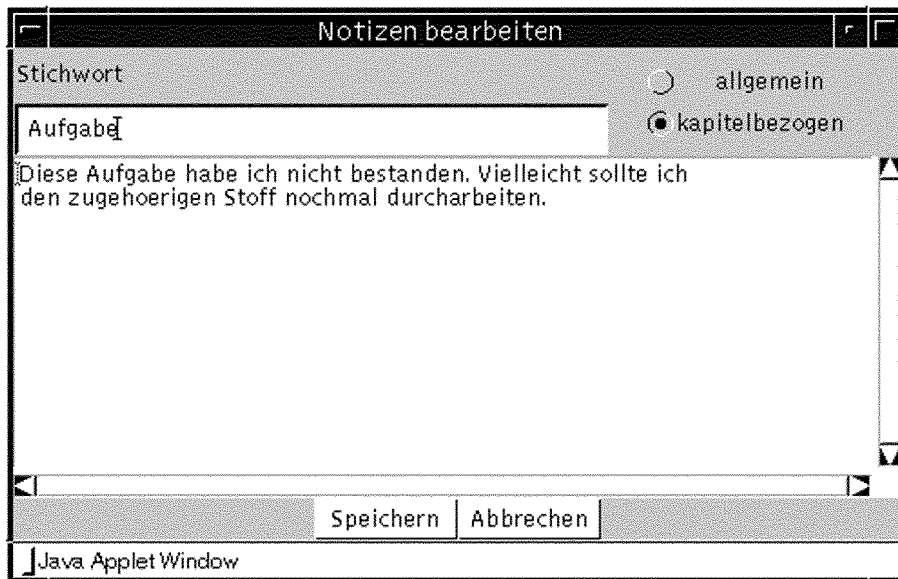 Notizen bearbeiten
Stichwort
allgemein
Aufgabe
kapitelbezogen
Diese Aufgabe habe ich nicht bestanden. Vielleicht sollte ich
den zugehoerigen Stoff nochmal durcharbeiten.
Speichern Abbrechen
Java Applet Window